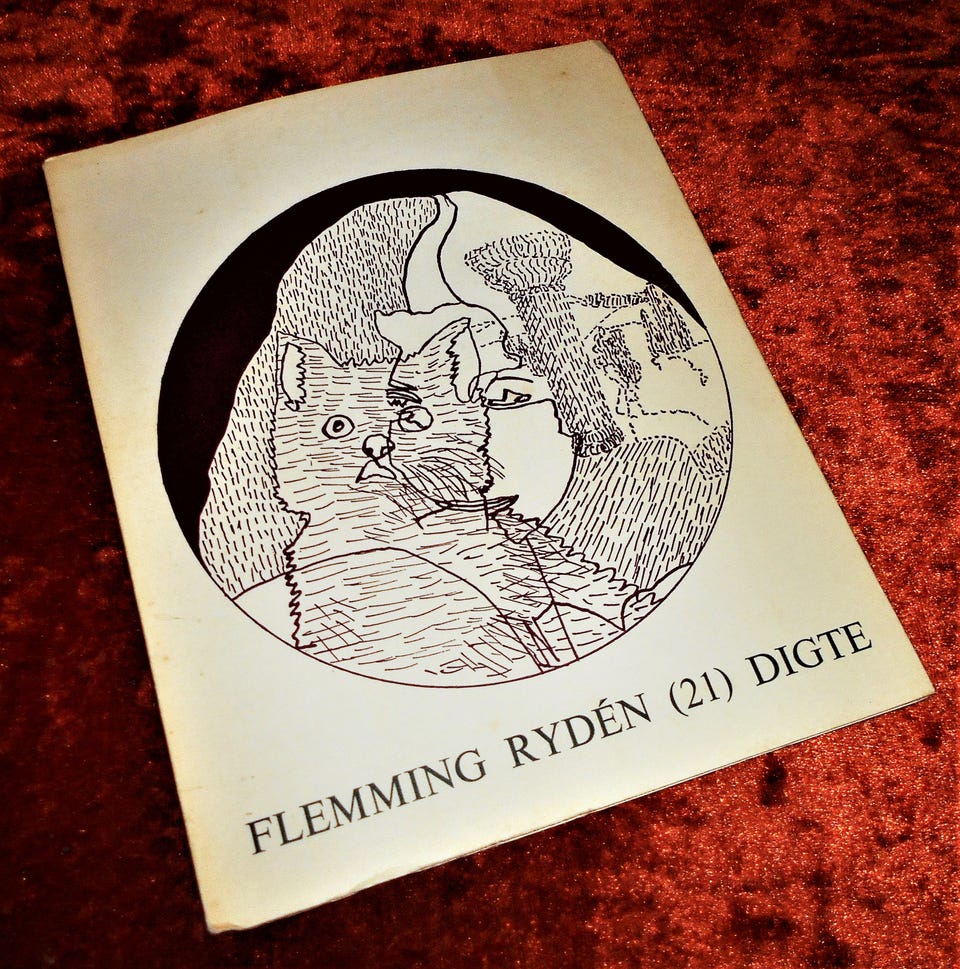 FLEMMING RYDÉN (21) DIGTE